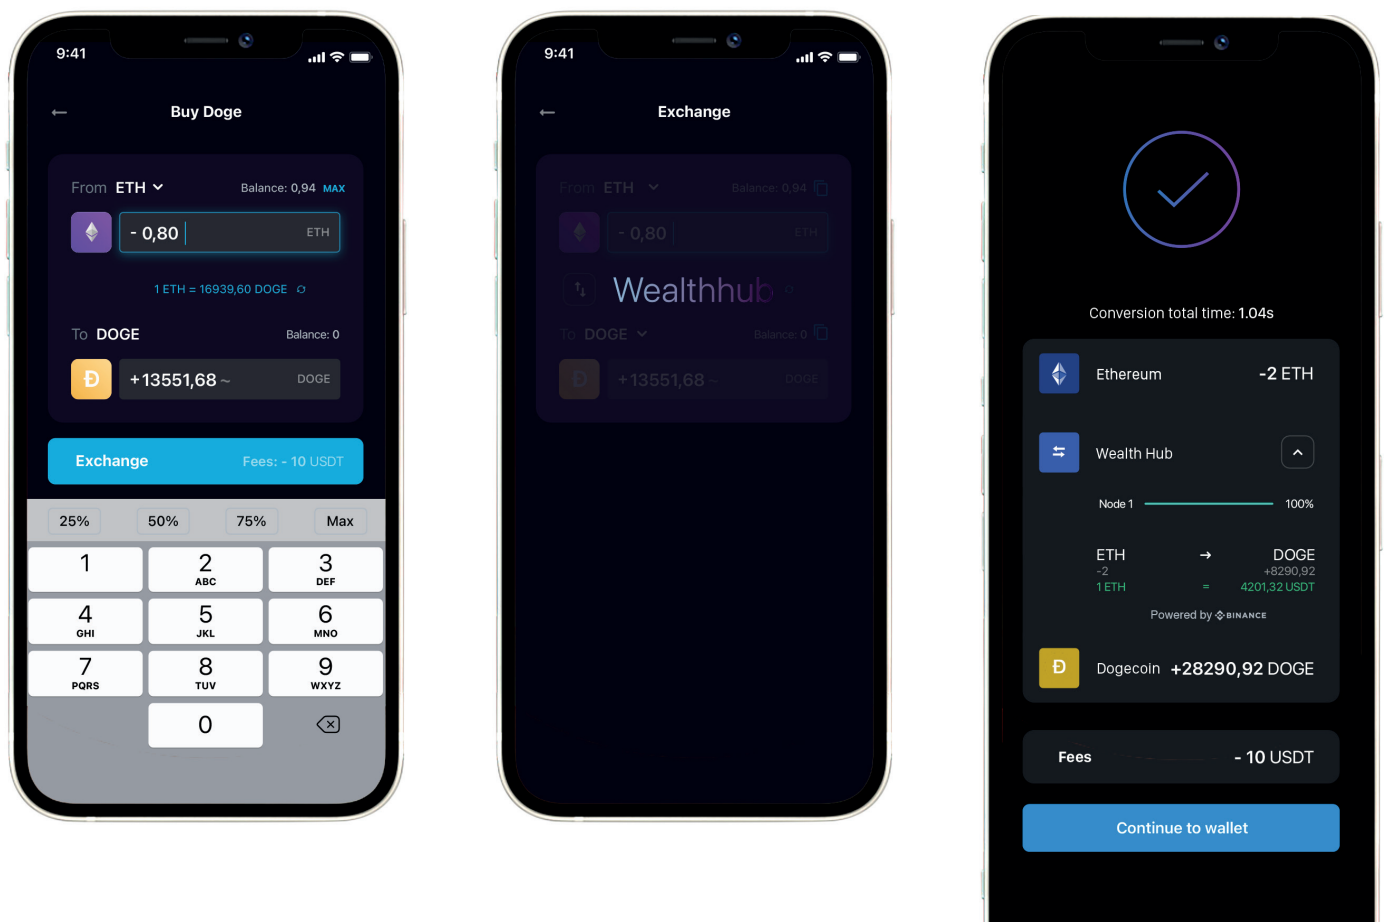 9:41
Buy Doge
From ETH Balance: 0,94 MAX
- 0,80 ETH
1 ETH = 16939,60 DOGE
To DOGE Balance: 0
Ð +13551,68 ~ DOGE
Exchange Fees: - 10 USDT
25% 50% 75% Max
1 2 3
ABC DEF
4 5 6
GHI JKL MNO
7 8 9
PQRS TUV WXYZ
0
9:41
Exchange
From ETH Balance: 0,94
- 0,80 ETH
Wealthhub
To DOGE Balance: 0
Ð +13551,68 ~ DOGE
Conversion total time: 1.04s
Ethereum -2 ETH
Wealth Hub
Node 1 100%
ETH → DOGE
-2 +8290,92
1 ETH = 4201,32 USDT
Powered by BINANCE
Ð Dogecoin +28290,92 DOGE
Fees - 10 USDT
Continue to wallet